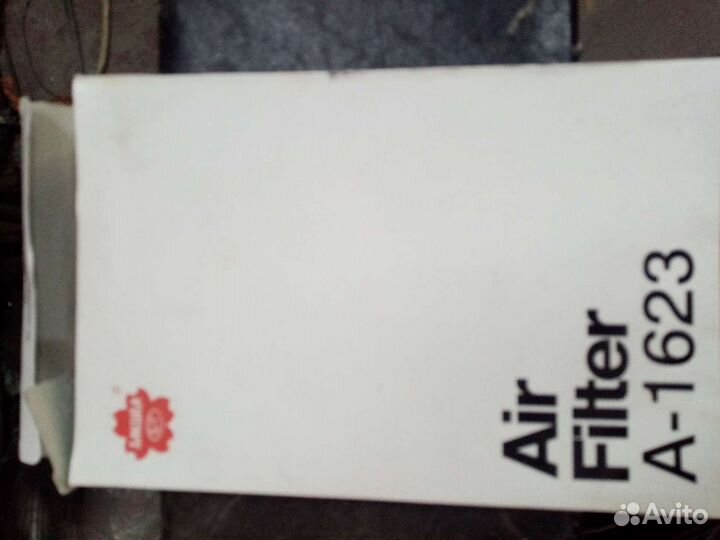 SAKURA
Air
Filter
A-1623
Avito